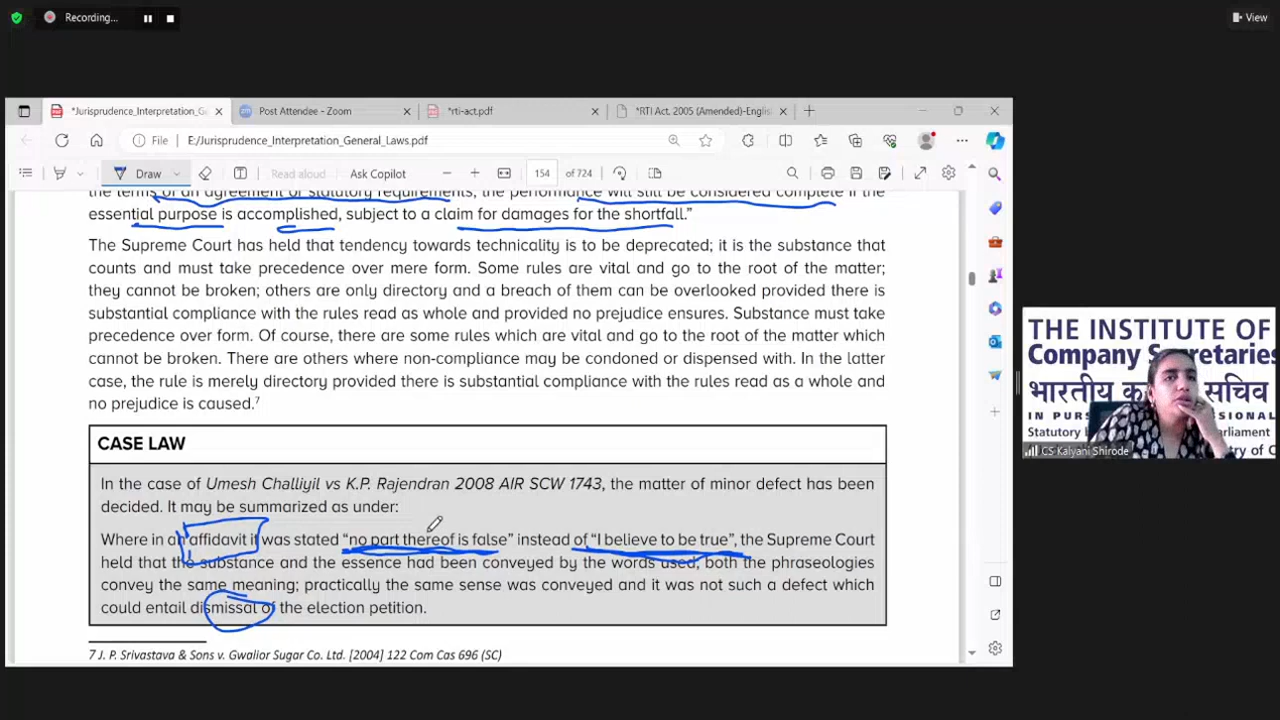 Recording...
View
*Jurisprudence_Interpretation_Ge
Post Attendee - Zoom
*rti-act.pdf
*RTI Act, 2005 (Amended)-Englis
File
E:/Jurisprudence_Interpretation_General_Laws.pdf
Draw
Read aloud
Ask Copilot
154
of 724
the terms of an agreement or statutory requirements, the performance will still be considered complete if the
essential purpose is accomplished, subject to a claim for damages for the shortfall.”
The Supreme Court has held that tendency towards technicality is to be deprecated; it is the substance that
counts and must take precedence over mere form. Some rules are vital and go to the root of the matter;
they cannot be broken; others are only directory and a breach of them can be overlooked provided there is
substantial compliance with the rules read as whole and provided no prejudice ensures. Substance must take
precedence over form. Of course, there are some rules which are vital and go to the root of the matter which
cannot be broken. There are others where non-compliance may be condoned or dispensed with. In the latter
case, the rule is merely directory provided there is substantial compliance with the rules read as a whole and
no prejudice is caused.7
CASE LAW
In the case of Umesh Challiyil vs K.P. Rajendran 2008 AIR SCW 1743, the matter of minor defect has been
decided. It may be summarized as under:
Where in an affidavit it was stated “no part thereof is false” instead of “I believe to be true”, the Supreme Court
held that the substance and the essence had been conveyed by the words used, both the phraseologies
convey the same meaning; practically the same sense was conveyed and it was not such a defect which
could entail dismissal of the election petition.
7 J. P. Srivastava & Sons v. Gwalior Sugar Co. Ltd. [2004] 122 Com Cas 696 (SC)
THE INSTITUTE OF
Company Secretaries
भारतीय सचिव
IN PURS
Statutory
CS Kalyani Shirode